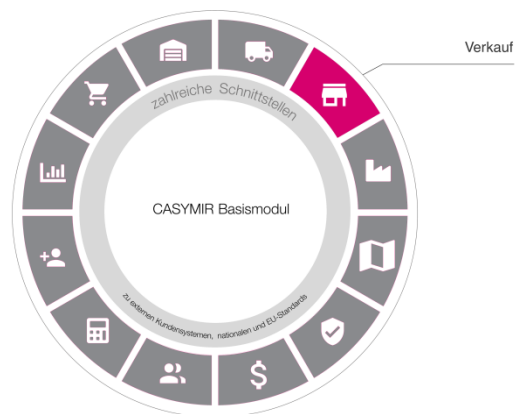 Verkauf
zahlreiche Schnittstellen
CASYMIR Basismodul
zu externen Kundensystemen, nationalen und EU-Standards